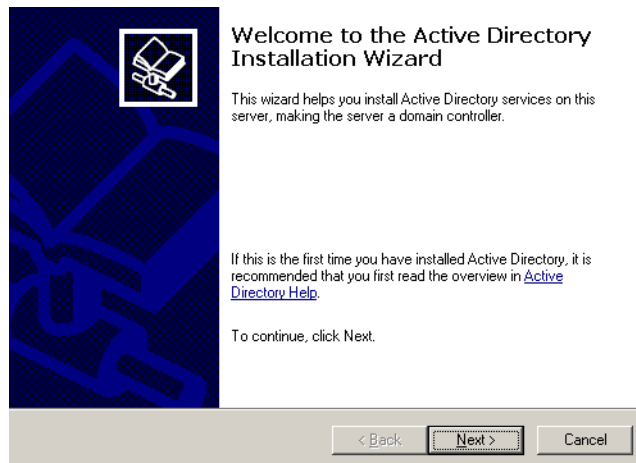 Welcome to the Active Directory
Installation Wizard
This wizard helps you install Active Directory services on this
server, making the server a domain controller.
If this is the first time you have installed Active Directory, it is
recommended that you first read the overview in Active
Directory Help.
To continue, click Next.
< Back Next > Cancel